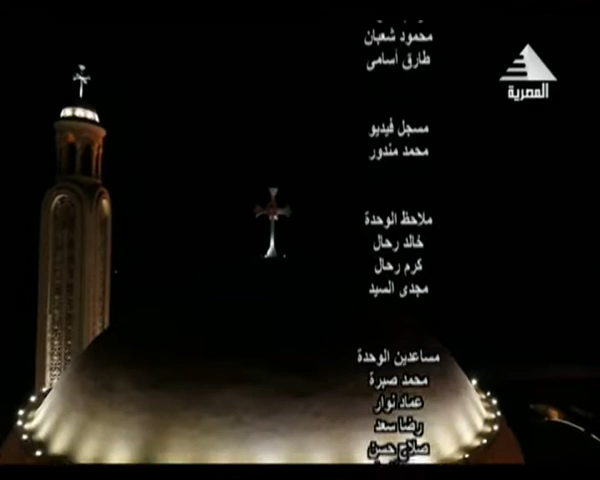 محمود شعبان
طارق أسامى
المصرية
مسجل فيديو
محمد مندور
ملاحظ الوحدة
خالد رحال
كرم رحال
مجدى السيد
مساعدين الوحدة
محمد صبرة
عماد نوار
رضا سعد
صلاح حسن